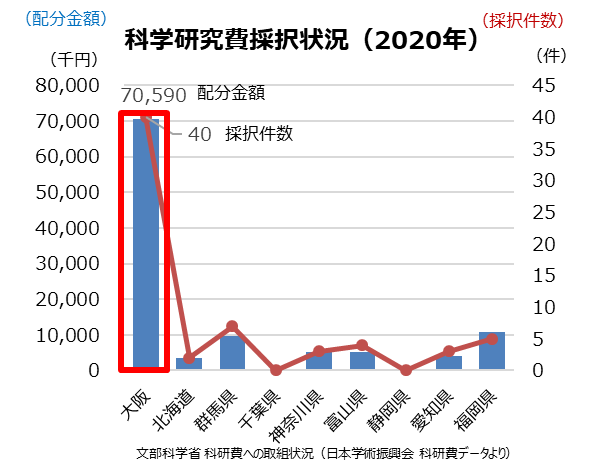 （配分金額）
（採択件数）
科学研究費採択状況（2020年）
（千円）
（件）
80,000
70,000
60,000
50,000
40,000
30,000
20,000
10,000
0
70,590 配分金額
40 採択件数
45
40
35
30
25
20
15
10
5
0
大阪
北海道
群馬県
千葉県
神奈川県
富山県
静岡県
愛知県
福岡県
文部科学省 科研費への取組状況（日本学術振興会 科研費データより）